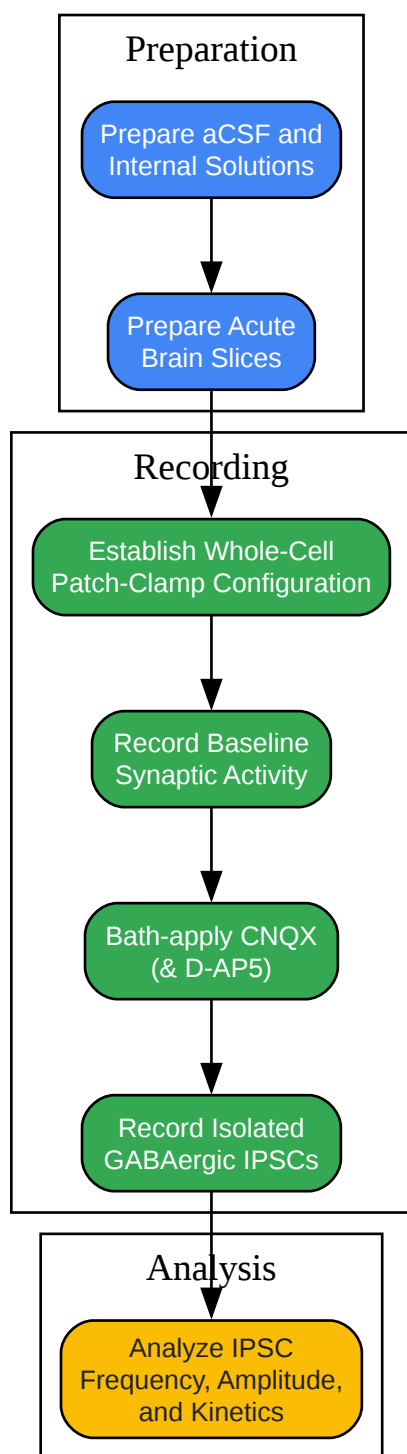 Preparation
Prepare aCSF and
Internal Solutions
Prepare Acute
Brain Slices
Recording
Establish Whole-Cell
Patch-Clamp Configuration
Record Baseline
Synaptic Activity
Bath-apply CNQX
(& D-AP5)
Record Isolated
GABAergic IPSCs
Analysis
Analyze IPSC
Frequency, Amplitude,
and Kinetics